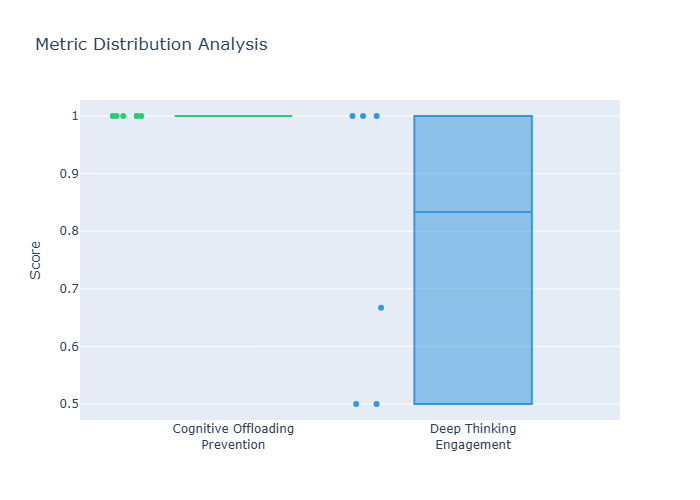 Metric Distribution Analysis
1
0.9
0.8
0.7
0.6
0.5
Score
Cognitive Offloading
Prevention
Deep Thinking
Engagement